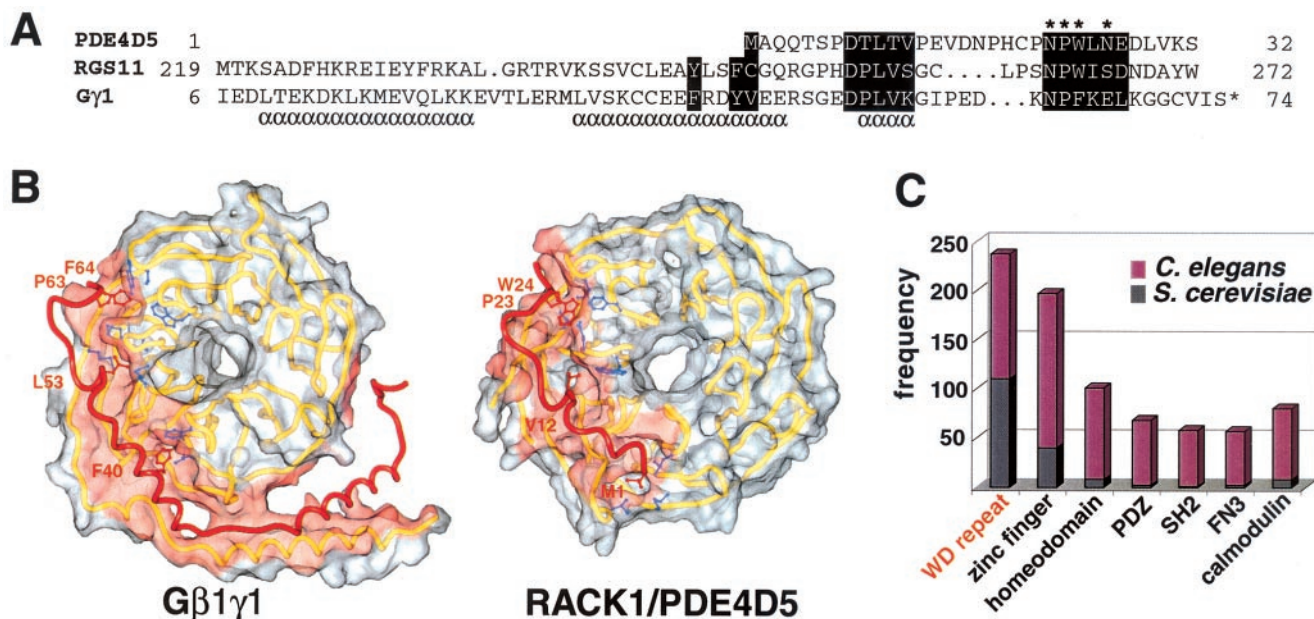 A
*** *
PDE4D5 1 MAQQTSPDTLTVPEVDNPHCPNPWLNEDLVKS 32
RGS11 219 MTKSADFHKREIEYFRKAL.GRTRVKSSVCLEAYLSFCGQRGPHDPLVSGC....LPSNPWISDNDAYW 272
Gγ1 6 IEDLTEKDKLKMEVQLKKEVTLERMLVSKCCEEFRDYVEERSGEDPLVKGIPED...KNPFKELKGGCVIS* 74
ααααααααααααααα ααααααααααααααα αααα
B
F64
P63
L53
F40
Gβ1γ1
W24
P23
V12
M1
RACK1/PDE4D5
C
frequency
250
200
150
100
50
C. elegans
S. cerevisiae
WD repeat
zinc finger
homeodomain
PDZ
SH2
FN3
calmodulin